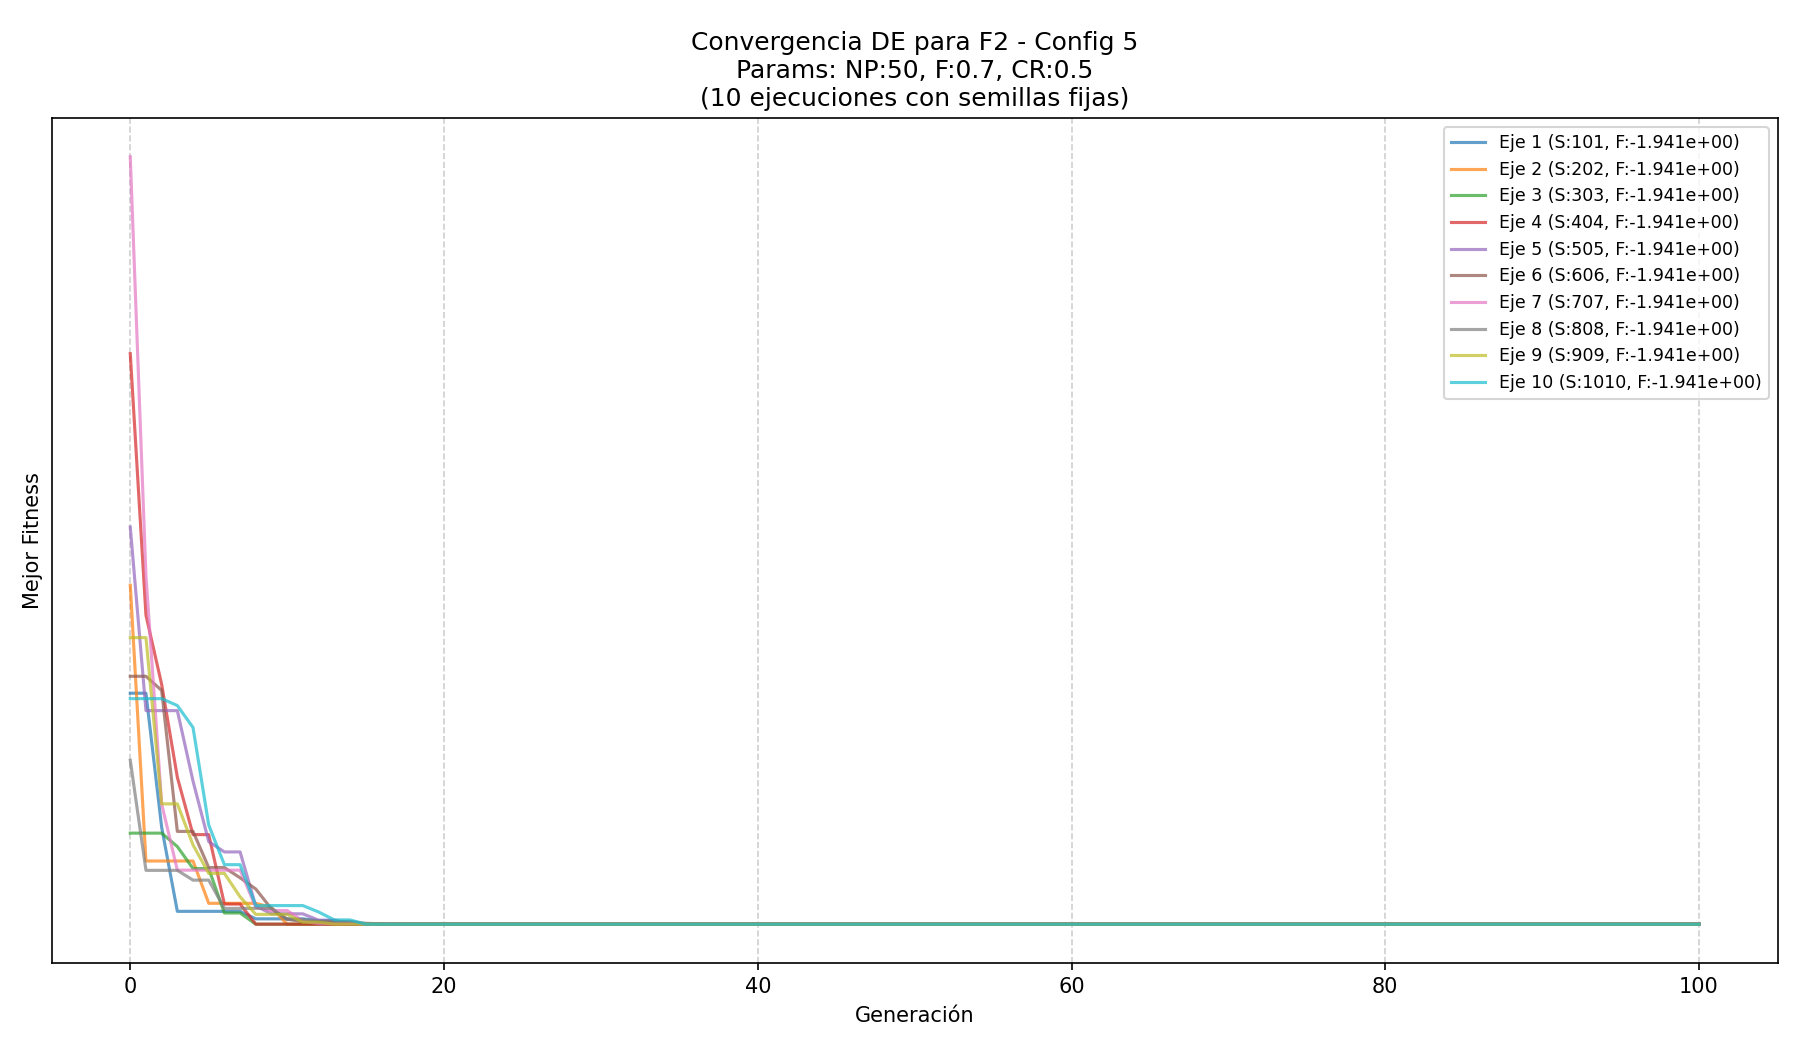 Convergencia DE para F2 - Config 5
Params: NP:50, F:0.7, CR:0.5
(10 ejecuciones con semillas fijas)
Eje 1 (S:101, F:-1.941e+00)
Eje 2 (S:202, F:-1.941e+00)
Eje 3 (S:303, F:-1.941e+00)
Eje 4 (S:404, F:-1.941e+00)
Eje 5 (S:505, F:-1.941e+00)
Eje 6 (S:606, F:-1.941e+00)
Eje 7 (S:707, F:-1.941e+00)
Eje 8 (S:808, F:-1.941e+00)
Eje 9 (S:909, F:-1.941e+00)
Eje 10 (S:1010, F:-1.941e+00)
Mejor Fitness
0 20 40 60 80 100
Generación